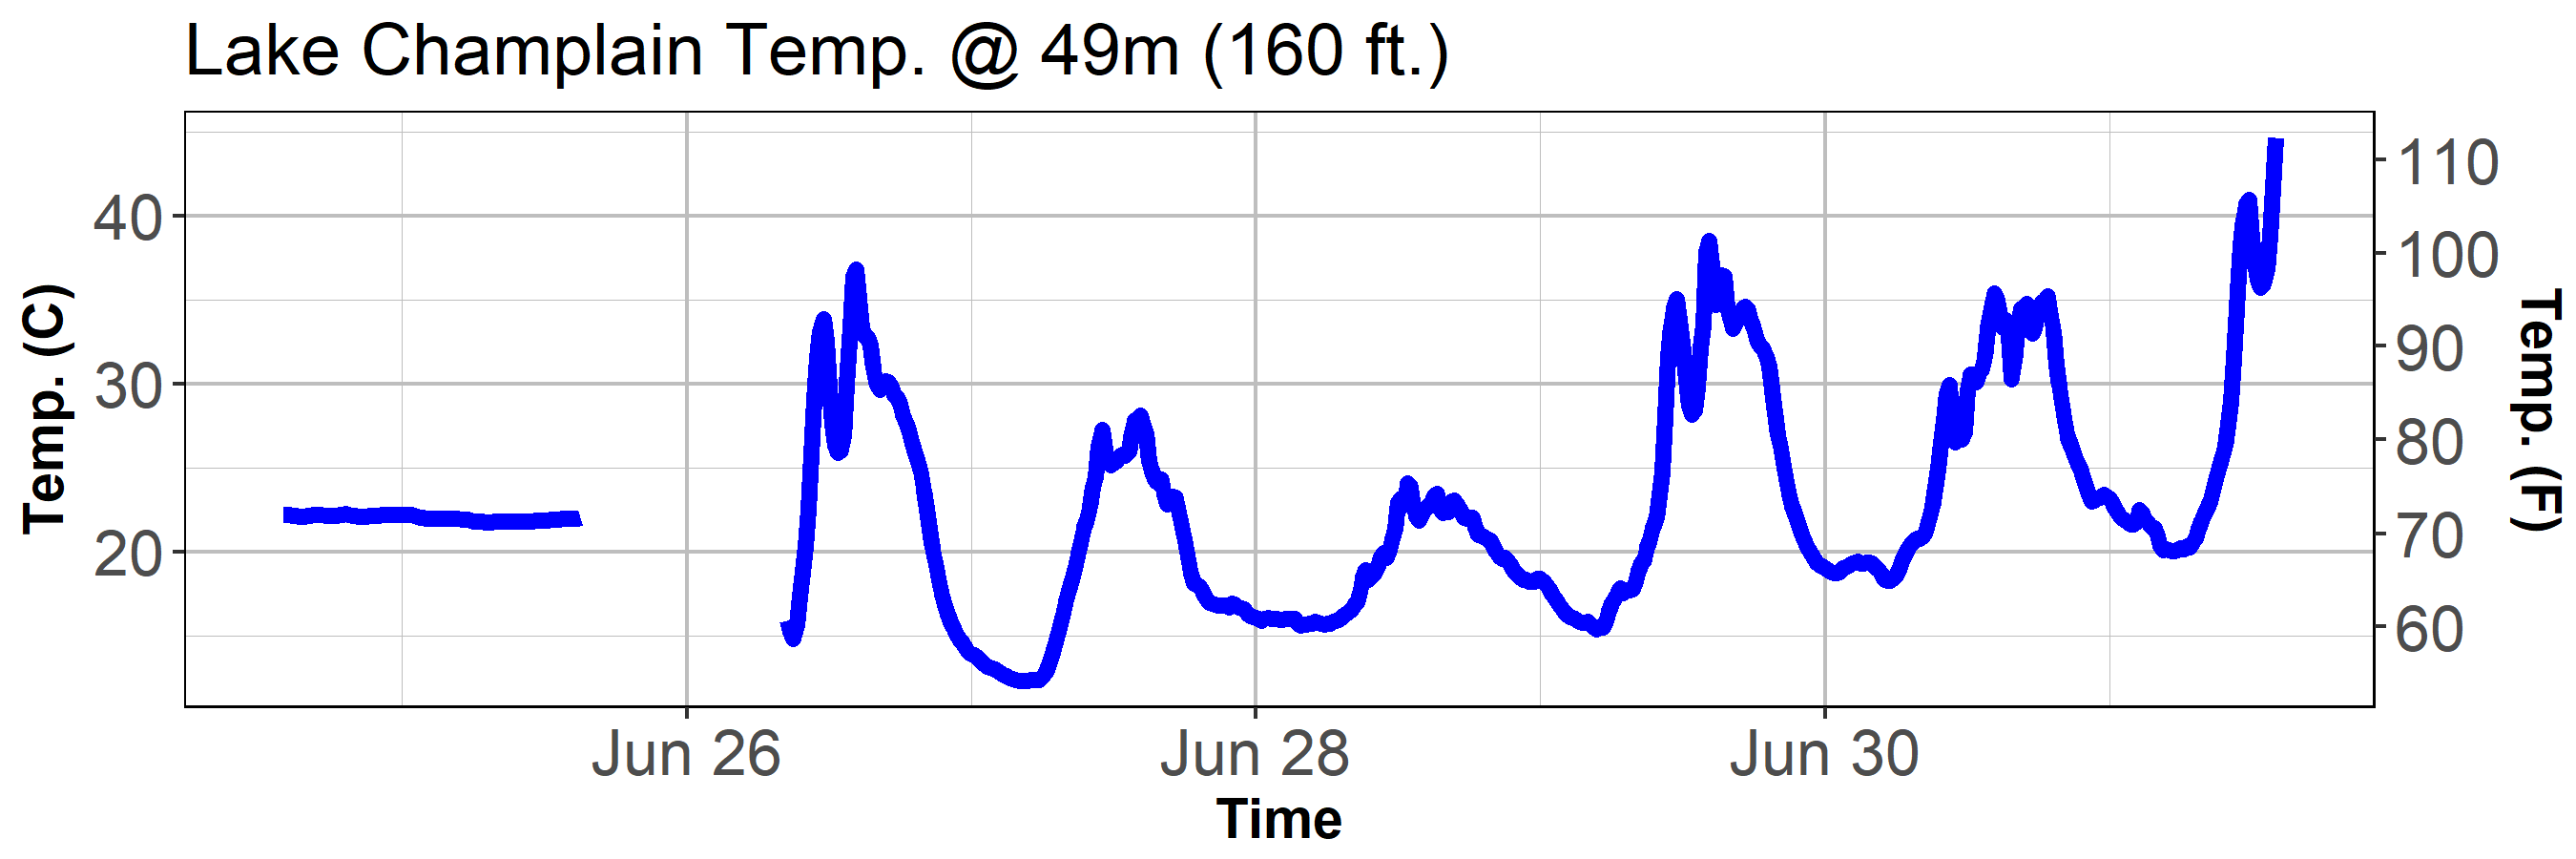 Lake Champlain Temp. @ 49m (160 ft.)
Temp. (C)
40
30
20
110
100
90
80
70
60
Temp. (F)
Jun 26
Jun 28
Jun 30
Time